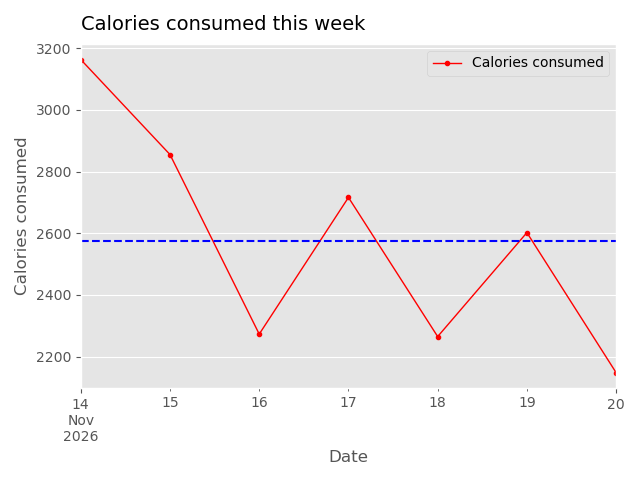 Calories consumed this week
Calories consumed
3200
3000
2800
2600
2400
2200
Calories consumed
14
Nov
2026
15
16
17
18
19
20
Date